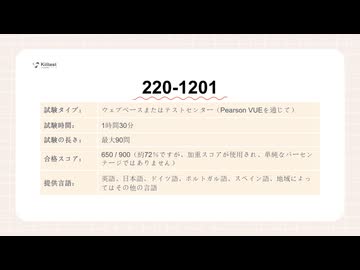 Killtest
220-1201
試験タイプ： ウェブベースまたはテストセンター（Pearson VUEを通じて）
試験時間： 1時間30分
試験の長さ： 最大90問
合格スコア： 650 / 900（約72%ですが、加重スコアが使用され、単純なパーセン
テージではありません）
提供言語： 英語、日本語、ドイツ語、ポルトガル語、スペイン語、地域によっ
てはその他の言語